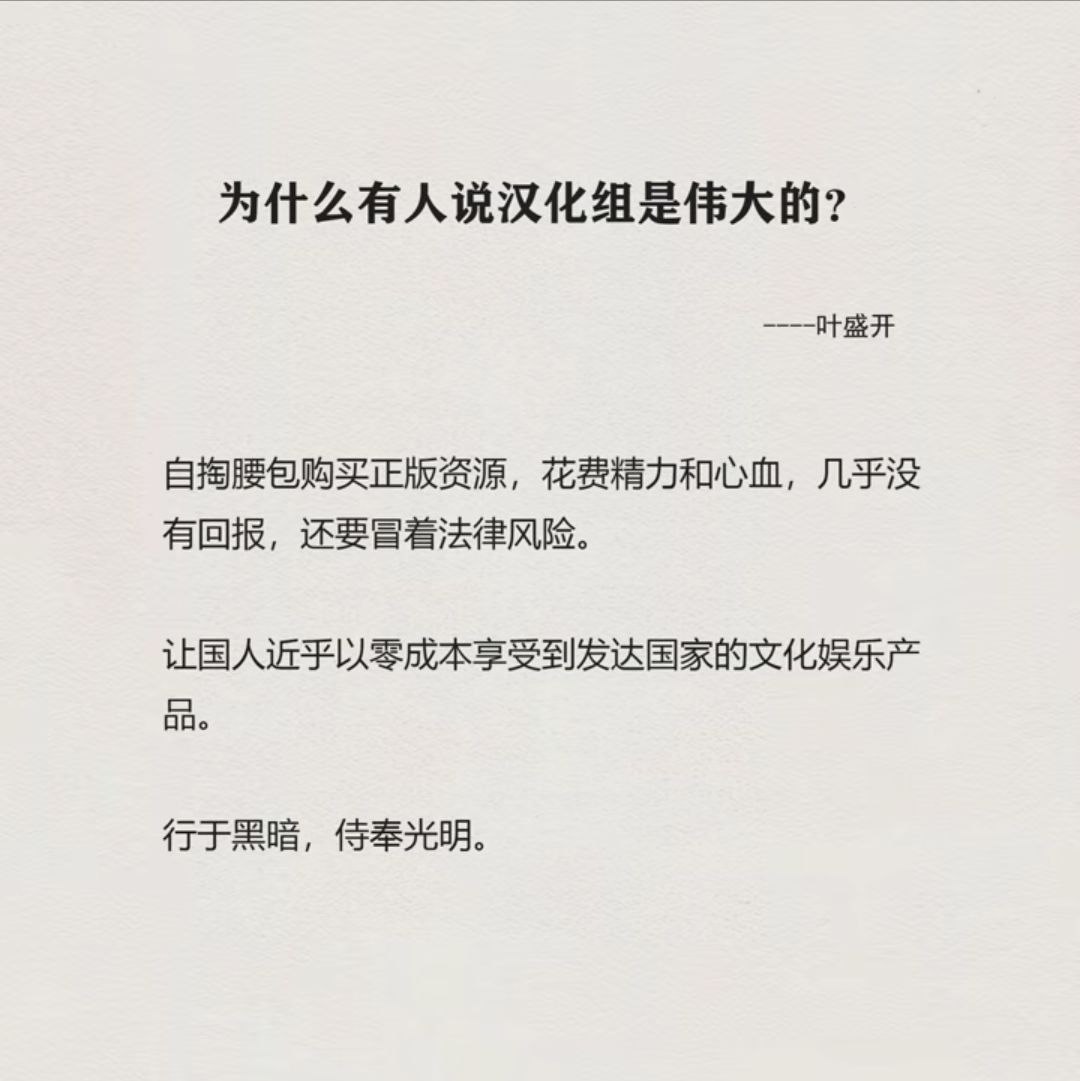 为什么有人说汉化组是伟大的?
----叶盛开
自掏腰包购买正版资源，花费精力和心血，几乎没
有回报，还要冒着法律风险。
让国人近乎以零成本享受到发达国家的文化娱乐产
品。
行于黑暗，侍奉光明。